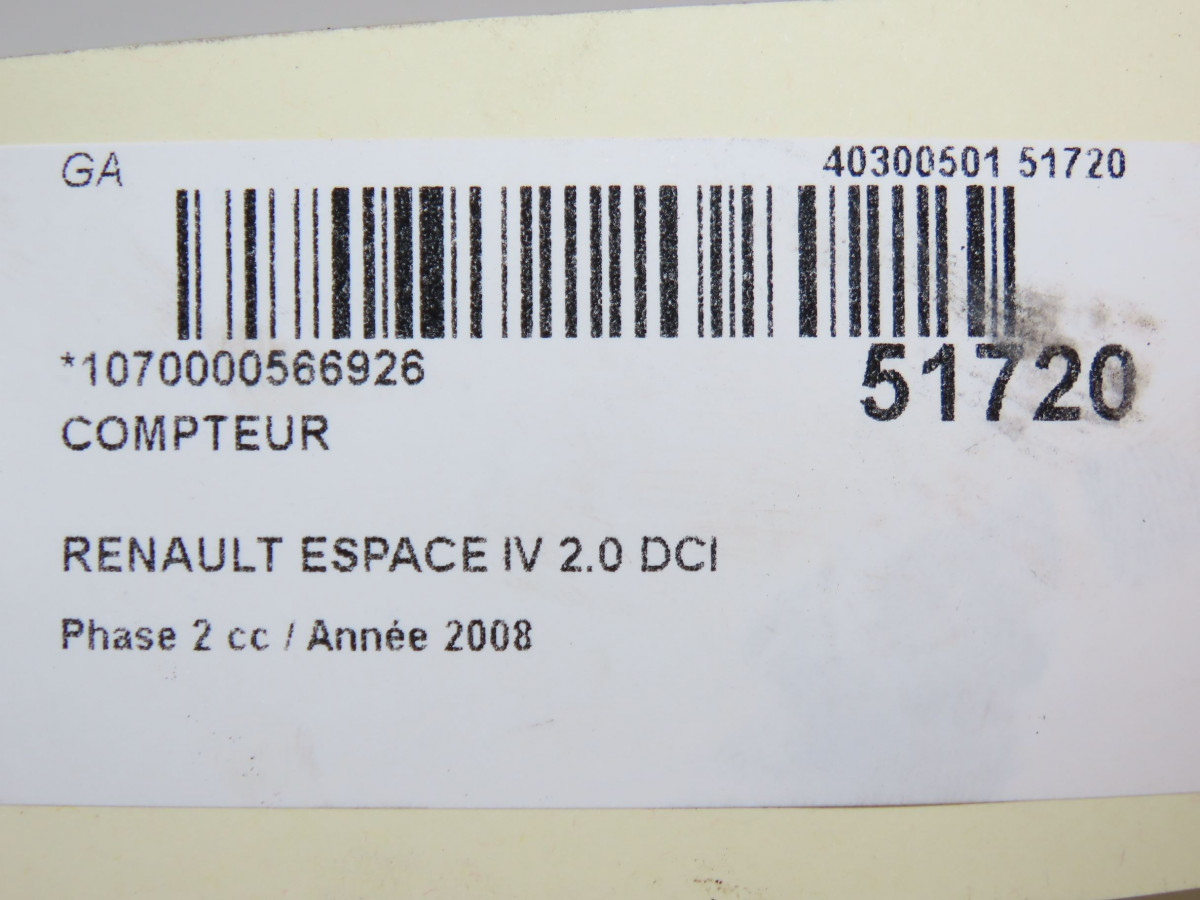 GA 40300501 51720
*1070000566926 51720
COMPTEUR
RENAULT ESPACE IV 2.0 DCI
Phase 2 cc / Année 2008